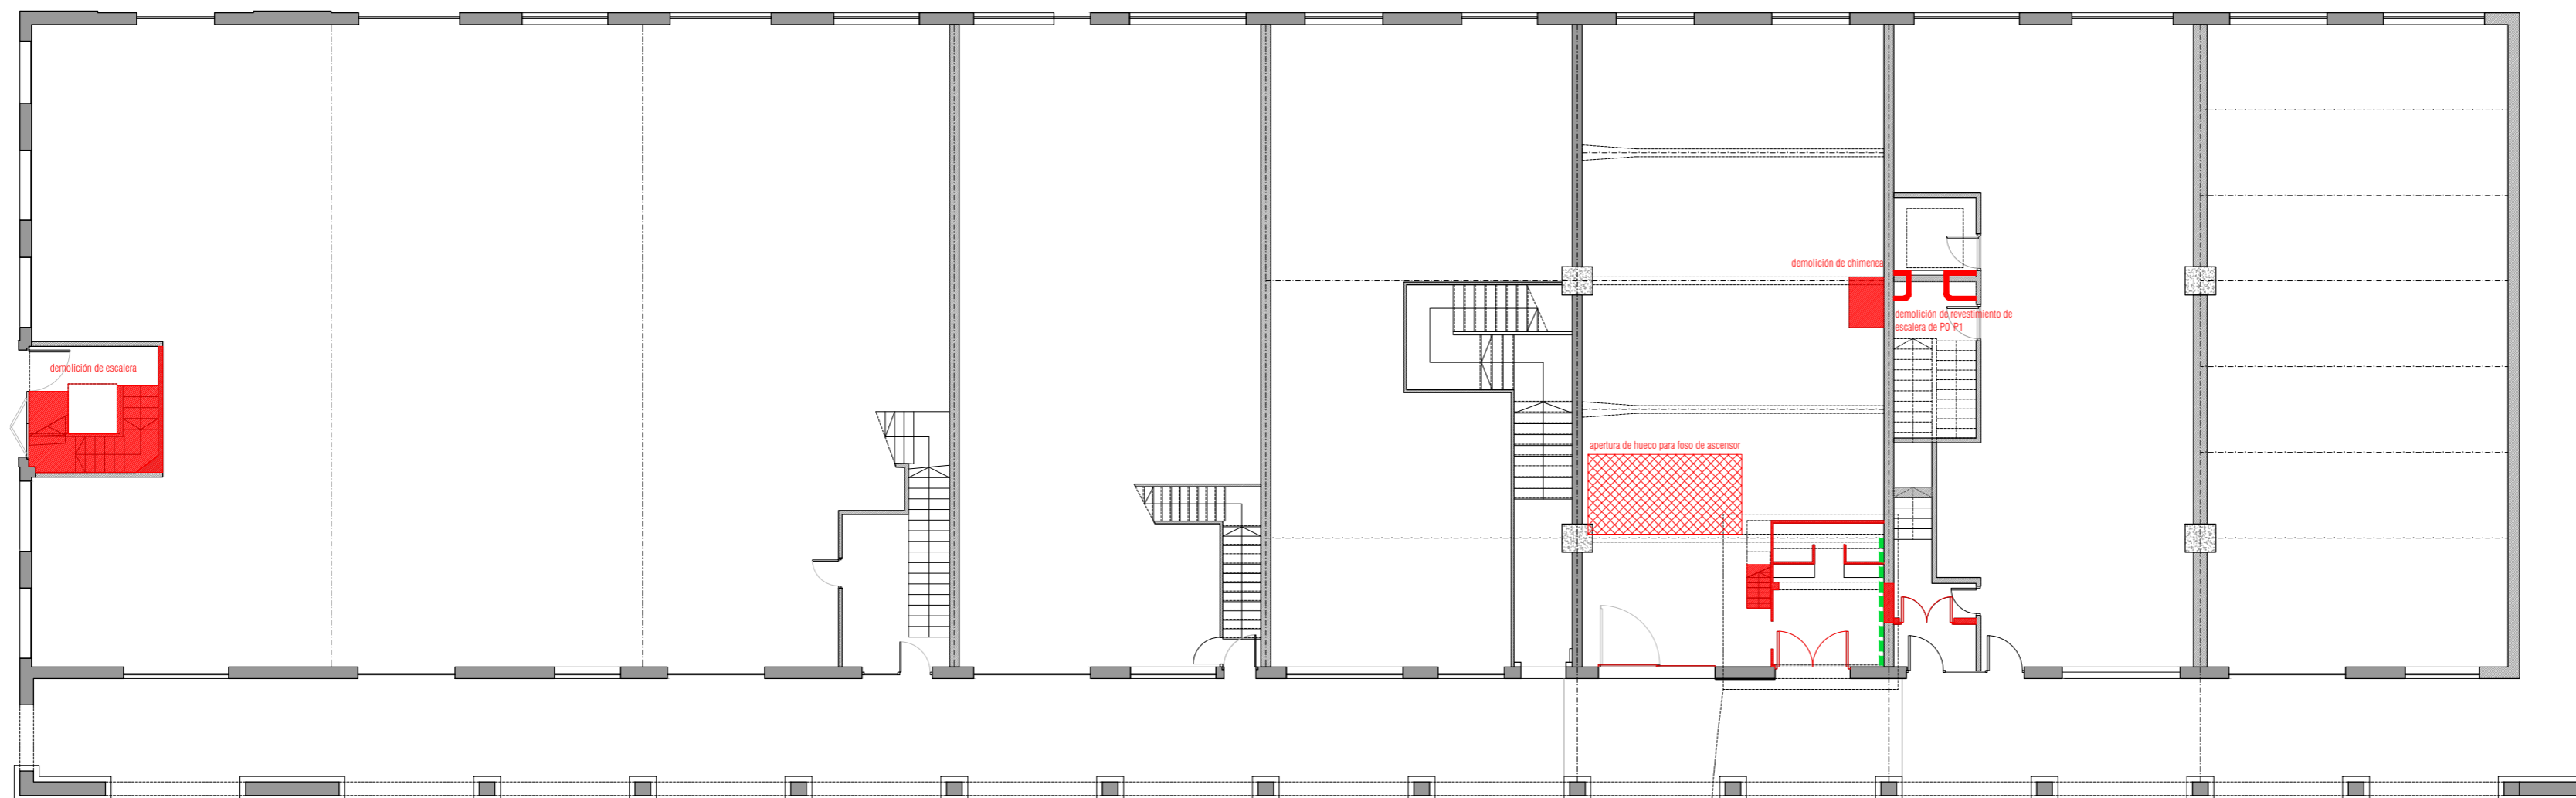 demolición de chimenea
demolición de revestimiento de
escalera de P0-P1
demolición de escalera
apertura de hueco para foso de ascensor